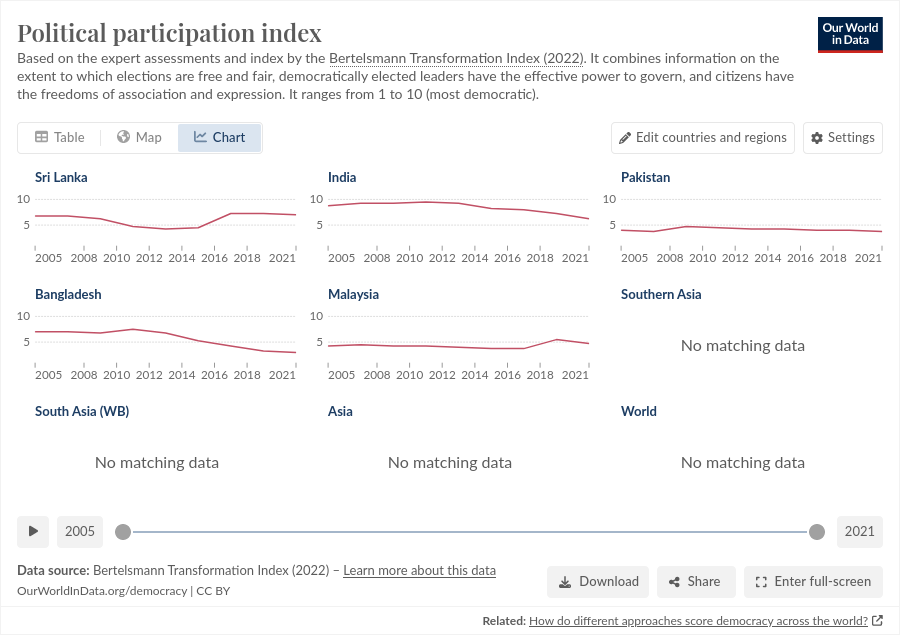 Political participation index
Our World
in Data
Based on the expert assessments and index by the Bertelsmann Transformation Index (2022). It combines information on the
extent to which elections are free and fair, democratically elected leaders have the effective power to govern, and citizens have
the freedoms of association and expression. It ranges from 1 to 10 (most democratic).
Table Map Chart Edit countries and regions Settings
Sri Lanka India Pakistan
10 10 10
5 5 5
2005 2008 2010 2012 2014 2016 2018 2021 2005 2008 2010 2012 2014 2016 2018 2021 2005 2008 2010 2012 2014 2016 2018 2021
Bangladesh Malaysia Southern Asia
10 10
5 5 No matching data
2005 2008 2010 2012 2014 2016 2018 2021 2005 2008 2010 2012 2014 2016 2018 2021
South Asia (WB) Asia World
No matching data No matching data No matching data
2005 2021
Data source: Bertelsmann Transformation Index (2022) – Learn more about this data
OurWorldInData.org/democracy | CC BY
Download Share Enter full-screen
Related: How do different approaches score democracy across the world?